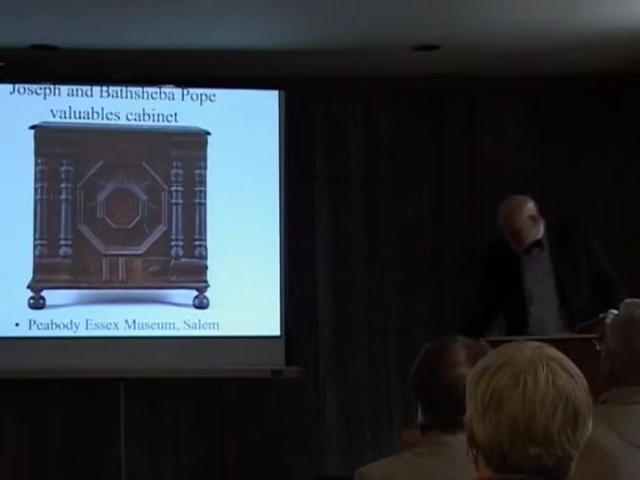 Joseph and Bathsheba Pope
valuables cabinet
• Peabody Essex Museum, Salem